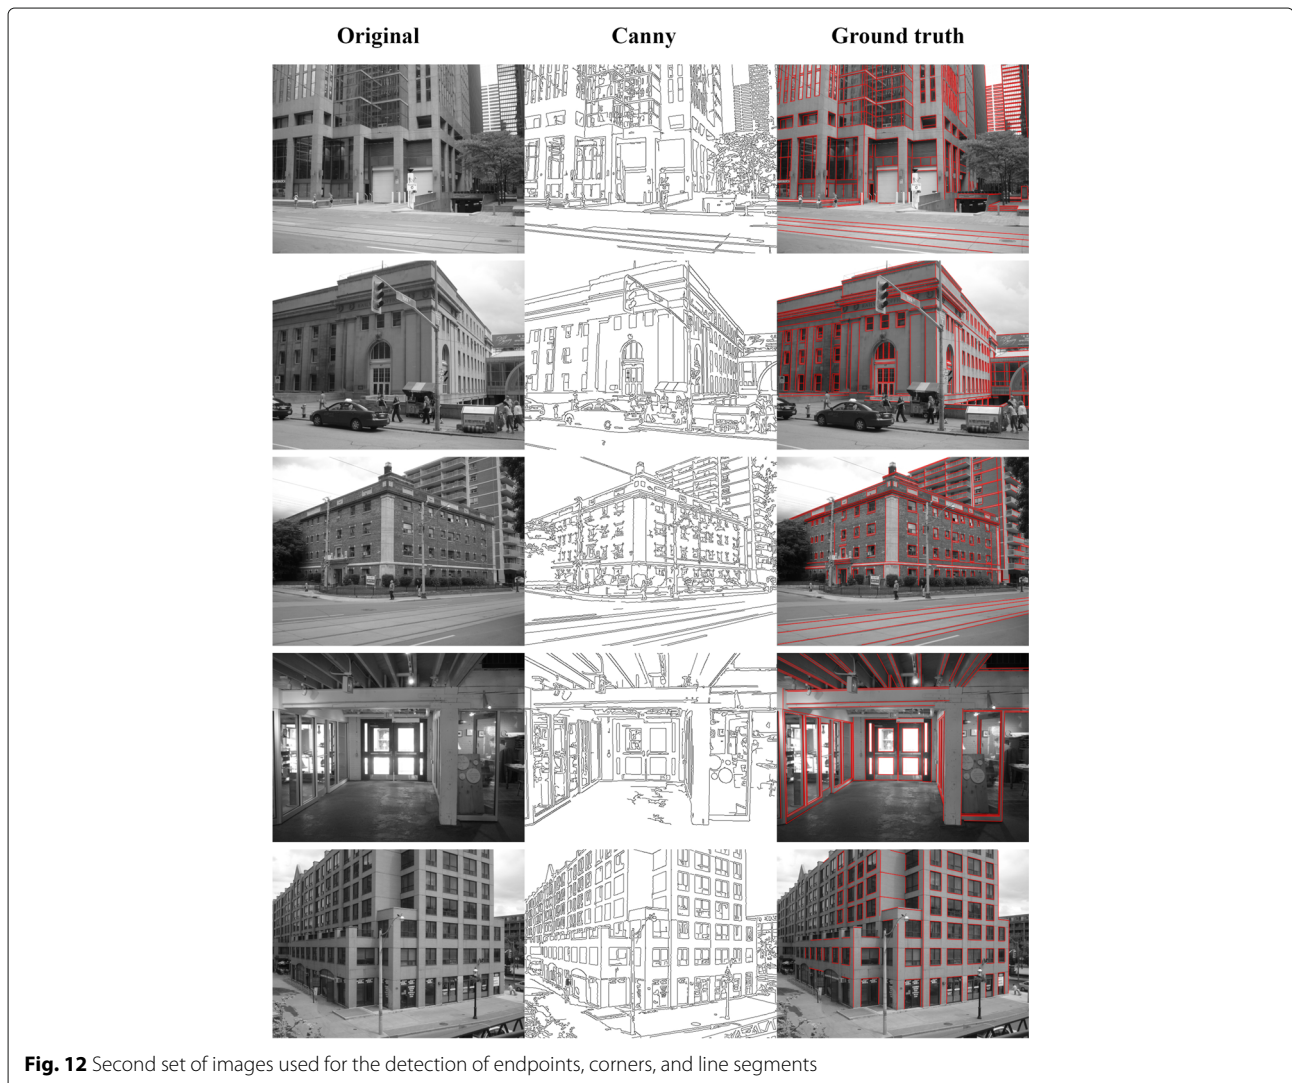 Original Canny Ground truth
Fig. 12 Second set of images used for the detection of endpoints, corners, and line segments